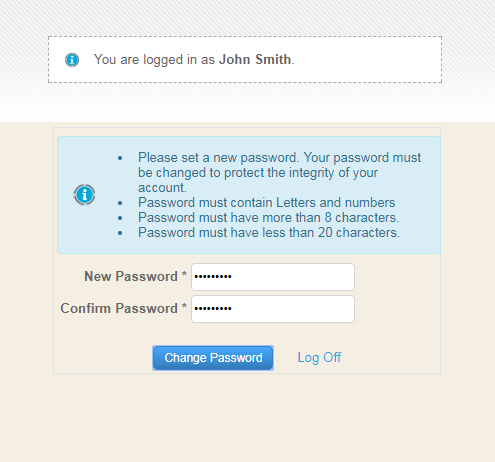 You are logged in as John Smith.
• Please set a new password. Your password must
be changed to protect the integrity of your
account.
• Password must contain Letters and numbers
• Password must have more than 8 characters.
• Password must have less than 20 characters.
New Password * •••••••••
Confirm Password * •••••••••
Change Password Log Off